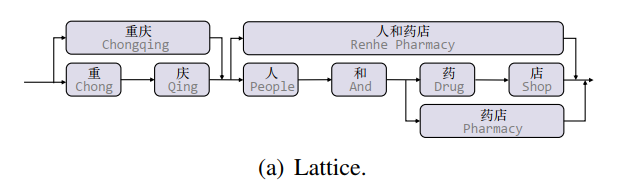 重庆
Chongqing
人和药店
Renhe Pharmacy
重
Chong
庆
Qing
人
People
和
And
药
Drug
店
Shop
药店
Pharmacy
(a) Lattice.